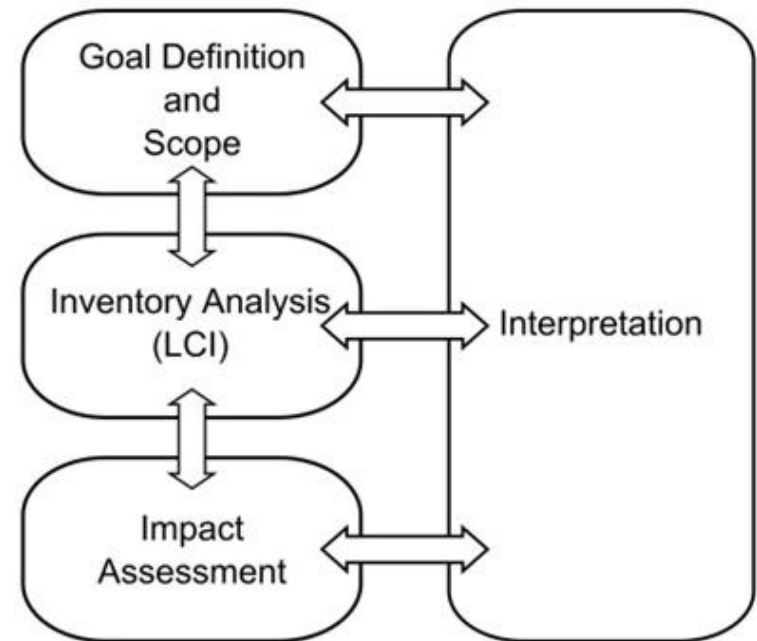 Goal Definition
and
Scope
Inventory Analysis
(LCI)
Interpretation
Impact
Assessment